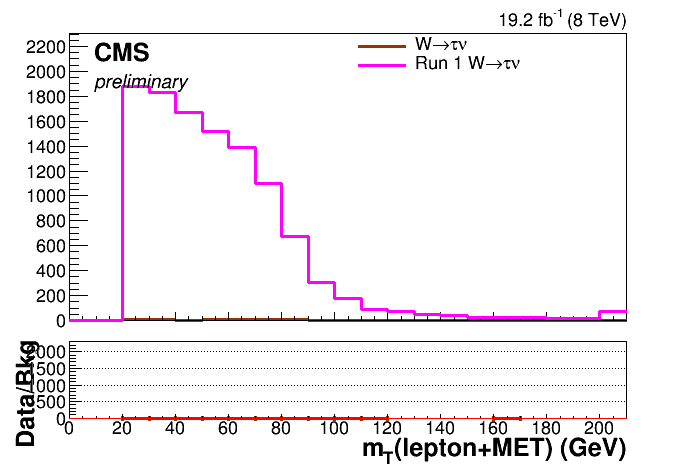 19.2 fb⁻¹ (8 TeV)
CMS
preliminary
W→τν
Run 1 W→τν
2200
2000
1800
1600
1400
1200
1000
800
600
400
200
0
Data/Bkg
2000
1500
1000
500
0
0 20 40 60 80 100 120 140 160 180 200
m_T(lepton+MET) (GeV)